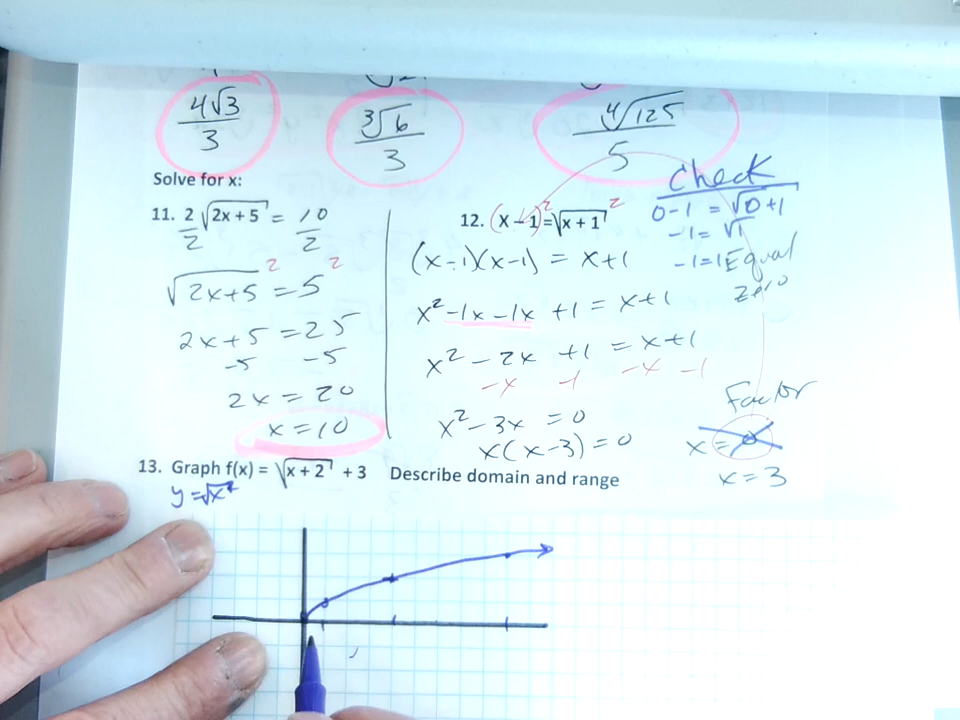 4√3/3   ∛6/3   ∜125/5
Solve for x:
11. 2√2x+5 = 10
2   2
√2x+5² = 5²
2x+5 = 25
-5   -5
2x = 20
x = 10
12. (x – 1)²=√x + 1²
(x-1)(x-1) = x+1
x²-1x-1x +1 = x+1
x² - 2x +1 = x+1
-x   -1   -x -1
x² - 3x = 0
x(x-3) = 0
Check
0-1 = √0+1
-1 = √1
-1=1
Equal
zero
Factor
x = 0
x = 3
13. Graph f(x) = √x + 2 + 3   Describe domain and range